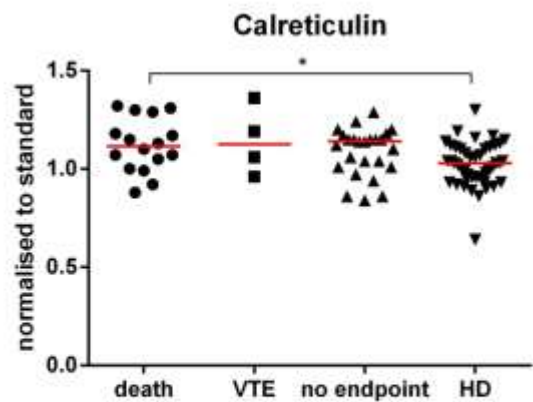 Calreticulin
*
normalised to standard
1.5
1.0
0.5
0.0
death VTE no endpoint HD